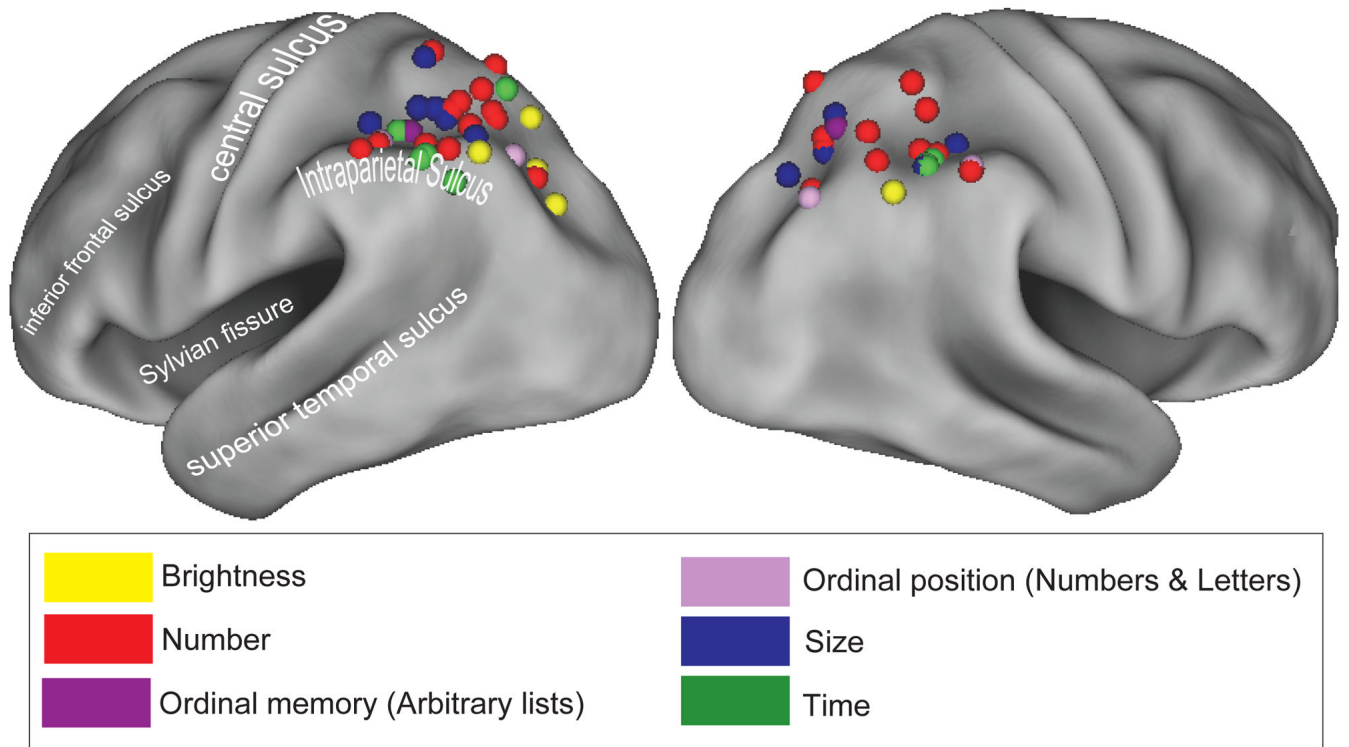 central sulcus
Intraparietal Sulcus
inferior frontal sulcus
Sylvian fissure
superior temporal sulcus
Brightness
Number
Ordinal memory (Arbitrary lists)
Ordinal position (Numbers & Letters)
Size
Time